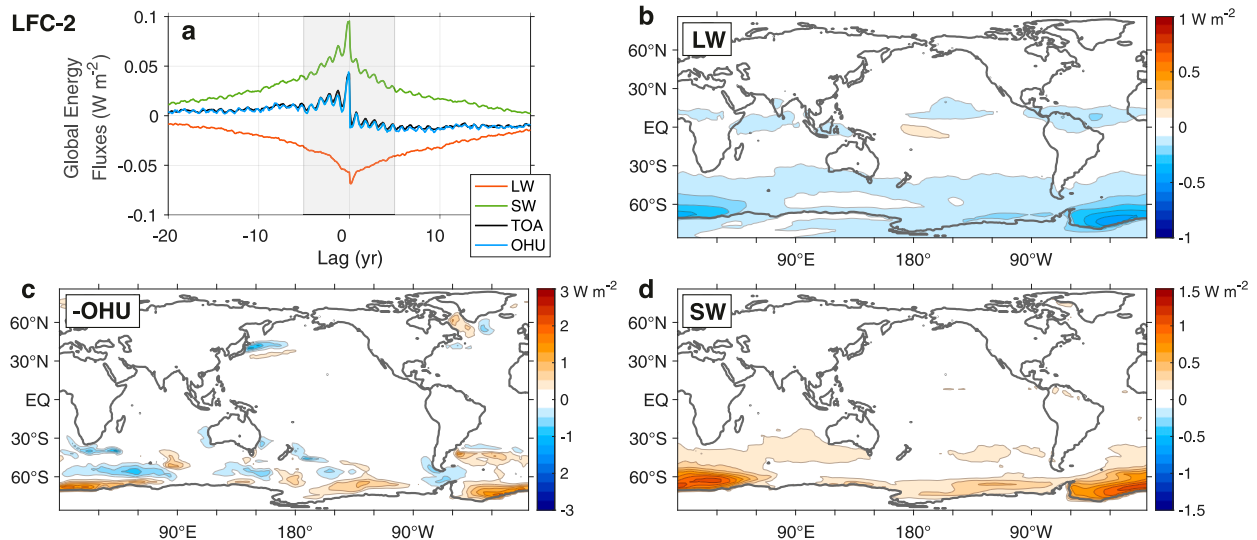 LFC-2
a
Global Energy
Fluxes (W m-2)
0.1
0.05
0
-0.05
-0.1
-20
-10
0
10
Lag (yr)
LW
SW
TOA
OHU
b
LW
60°N
30°N
EQ
30°S
60°S
90°E
180°
90°W
1 W m-2
0.5
0
-0.5
-1
c
-OHU
60°N
30°N
EQ
30°S
60°S
90°E
180°
90°W
3 W m-2
2
1
0
-1
-2
-3
d
SW
60°N
30°N
EQ
30°S
60°S
90°E
180°
90°W
1.5 W m-2
1
0.5
0
-0.5
-1
-1.5